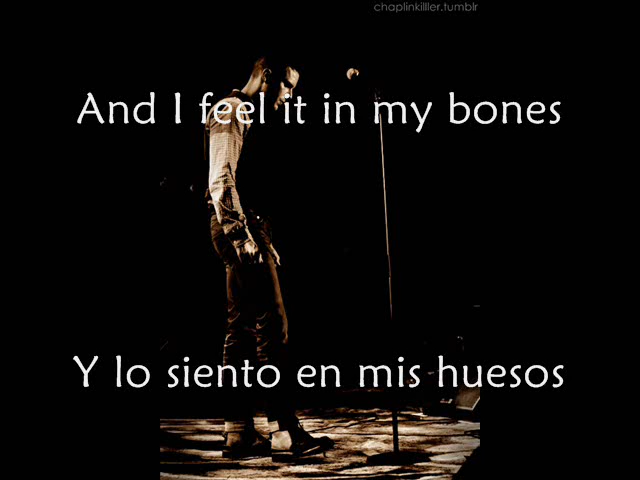 chaplinkilller.tumblr
And I feel it in my bones
Y lo siento en mis huesos